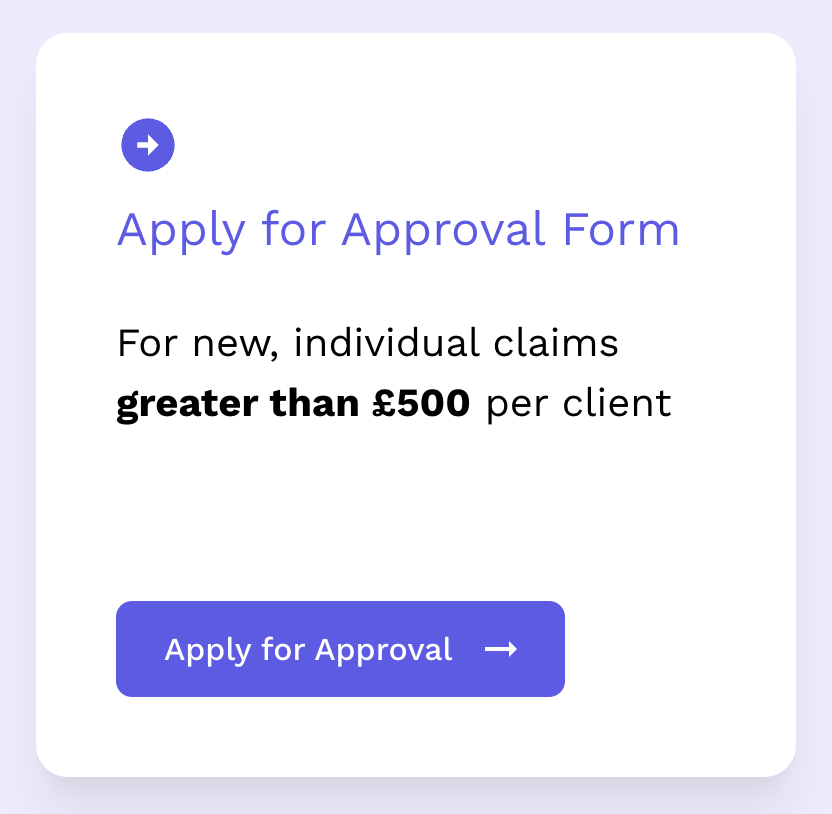 Apply for Approval Form
For new, individual claims
greater than £500 per client
Apply for Approval